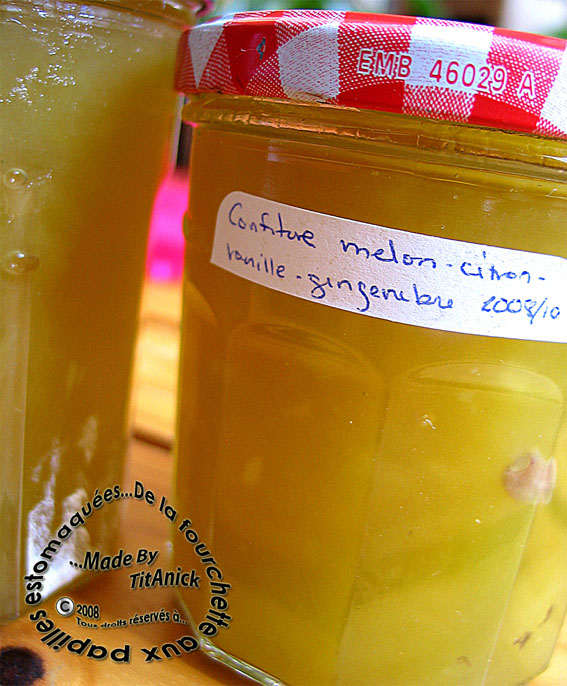 EMB 46029 A
Confiture melon-citron-
vanille-gingembre 2008/10
De la fourchette aux papilles estomaquées...
...Made By
TitAnick
© 2008
Tous droits réservés à...